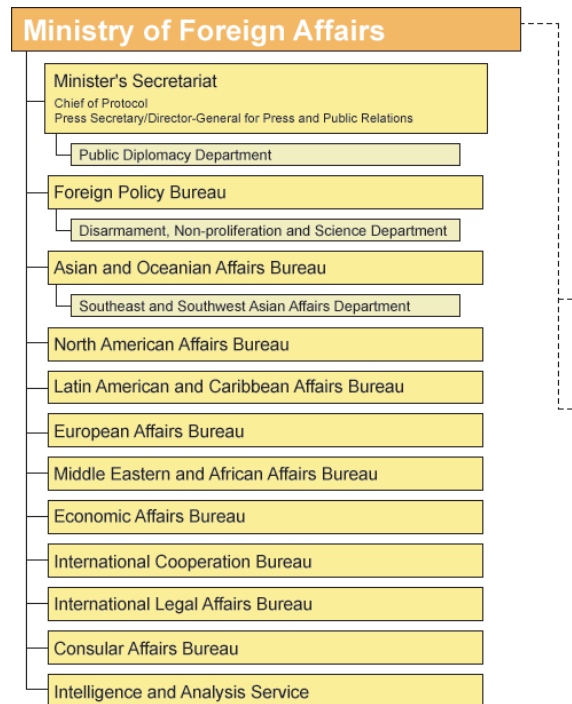 Ministry of Foreign Affairs
Minister's Secretariat
Chief of Protocol
Press Secretary/Director-General for Press and Public Relations
Public Diplomacy Department
Foreign Policy Bureau
Disarmament, Non-proliferation and Science Department
Asian and Oceanian Affairs Bureau
Southeast and Southwest Asian Affairs Department
North American Affairs Bureau
Latin American and Caribbean Affairs Bureau
European Affairs Bureau
Middle Eastern and African Affairs Bureau
Economic Affairs Bureau
International Cooperation Bureau
International Legal Affairs Bureau
Consular Affairs Bureau
Intelligence and Analysis Service